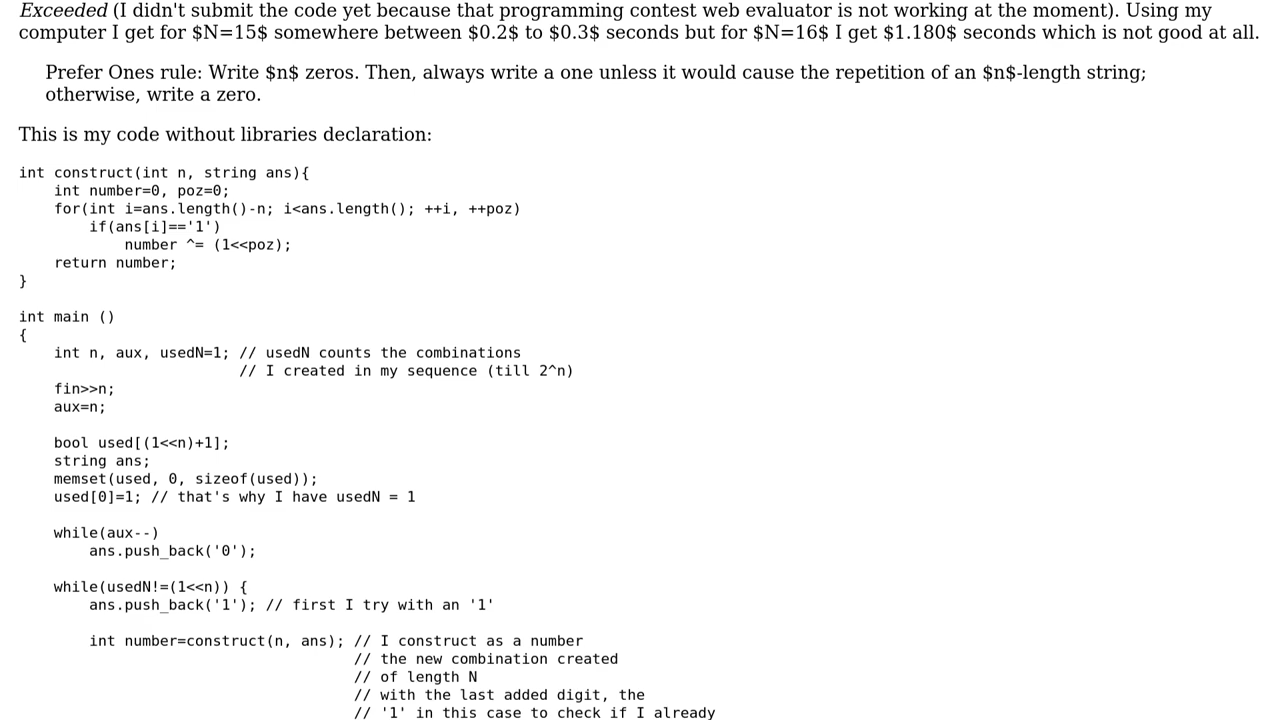 Exceeded (I didn't submit the code yet because that programming contest web evaluator is not working at the moment). Using my
computer I get for $N=15$ somewhere between $0.2$ to $0.3$ seconds but for $N=16$ I get $1.180$ seconds which is not good at all.
Prefer Ones rule: Write $n$ zeros. Then, always write a one unless it would cause the repetition of an $n$-length string;
otherwise, write a zero.
This is my code without libraries declaration:
int construct(int n, string ans){
    int number=0, poz=0;
    for(int i=ans.length()-n; i<ans.length(); ++i, ++poz)
        if(ans[i]=='1')
            number ^= (1<<poz);
    return number;
}
int main ()
{
    int n, aux, usedN=1; // usedN counts the combinations
                         // I created in my sequence (till 2^n)
    fin>>n;
    aux=n;
    bool used[(1<<n)+1];
    string ans;
    memset(used, 0, sizeof(used));
    used[0]=1; // that's why I have usedN = 1
    while(aux--)
        ans.push_back('0');
    while(usedN!=(1<<n)) {
        ans.push_back('1'); // first I try with an '1'
        int number=construct(n, ans); // I construct as a number
                                      // the new combination created
                                      // of length N
                                      // with the last added digit, the
                                      // '1' in this case to check if I already